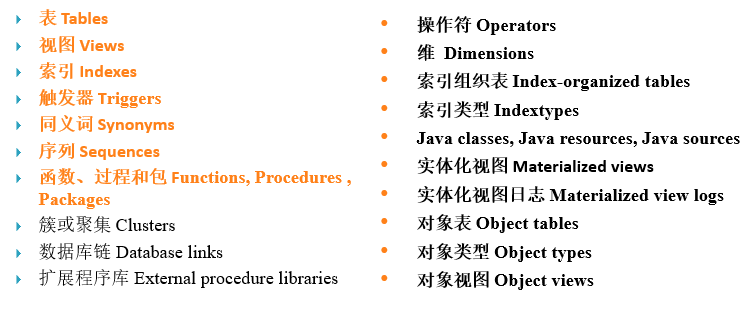 表 Tables
视图 Views
索引 Indexes
触发器 Triggers
同义词 Synonyms
序列 Sequences
函数、过程和包 Functions, Procedures ,
Packages
簇或聚集 Clusters
数据库链 Database links
扩展程序库 External procedure libraries
操作符 Operators
维 Dimensions
索引组织表 Index-organized tables
索引类型 Indextypes
Java classes, Java resources, Java sources
实体化视图 Materialized views
实体化视图日志 Materialized view logs
对象表 Object tables
对象类型 Object types
对象视图 Object views